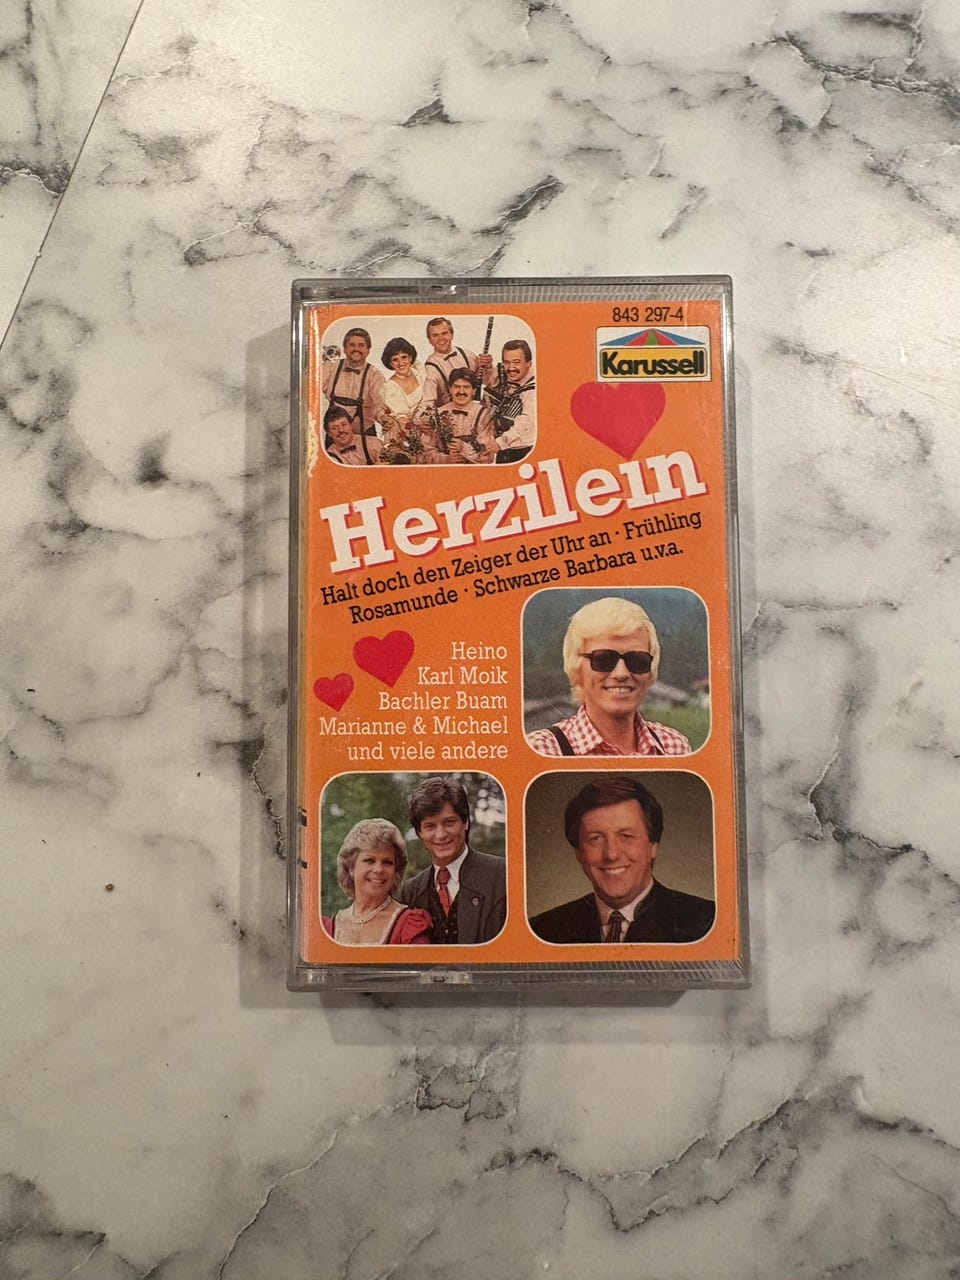 843 297-4
Karussell
Herzilein
Halt doch den Zeiger der Uhr an · Frühling
Rosamunde · Schwarze Barbara u.v.a.
Heino
Karl Moik
Bachler Buam
Marianne & Michael
und viele andere